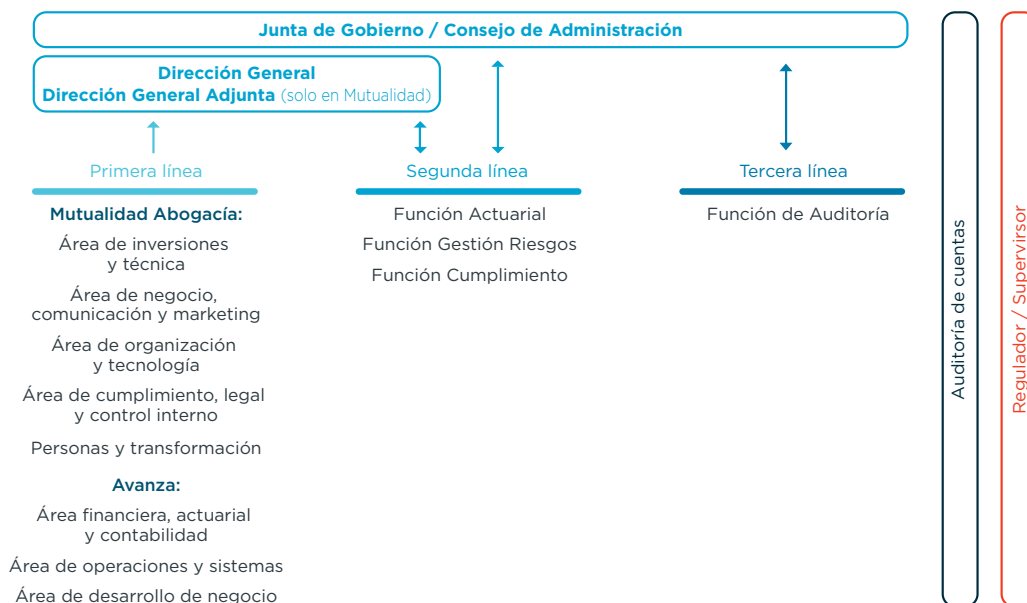 Junta de Gobierno / Consejo de Administración
Dirección General
Dirección General Adjunta (solo en Mutualidad)
Primera línea
Mutualidad Abogacía:
Área de inversiones
y técnica
Área de negocio,
comunicación y marketing
Área de organización
y tecnología
Área de cumplimiento, legal
y control interno
Personas y transformación
Avanza:
Área financiera, actuarial
y contabilidad
Área de operaciones y sistemas
Área de desarrollo de negocio
Segunda línea
Función Actuarial
Función Gestión Riesgos
Función Cumplimiento
Tercera línea
Función de Auditoría
Auditoría de cuentas
Regulador / Supervirsor